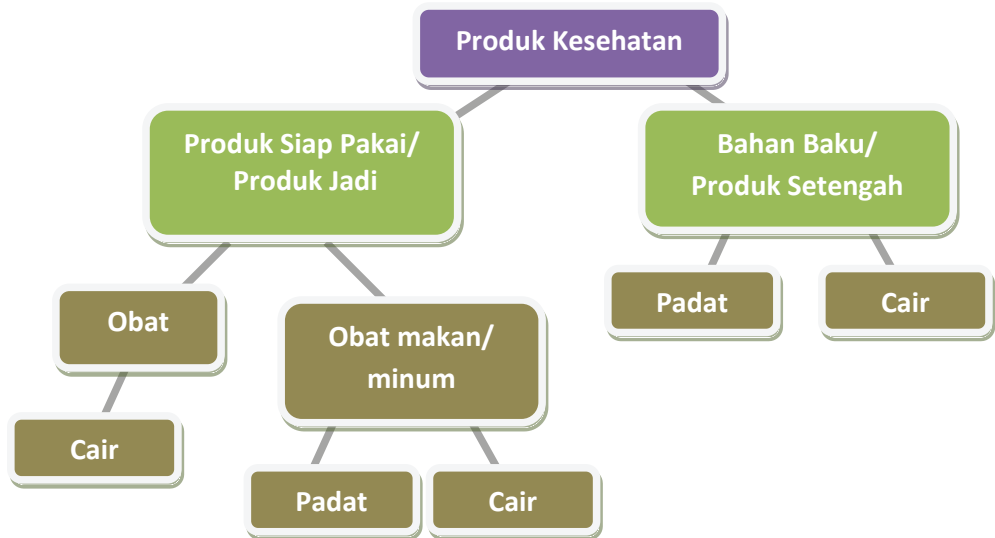 Produk Kesehatan
Produk Siap Pakai/
Produk Jadi
Bahan Baku/
Produk Setengah
Obat
Obat makan/
minum
Padat
Cair
Cair
Padat
Cair